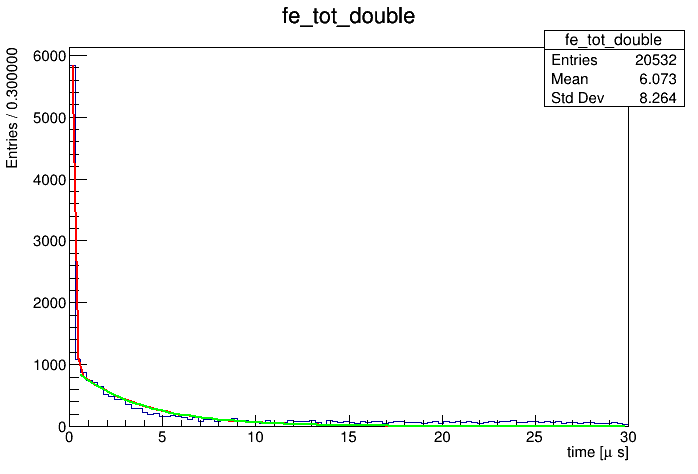 fe_tot_double
fe_tot_double
Entries 20532
Mean 6.073
Std Dev 8.264
Entries / 0.300000
6000
5000
4000
3000
2000
1000
0
0 5 10 15 20 25 30
time [μ s]